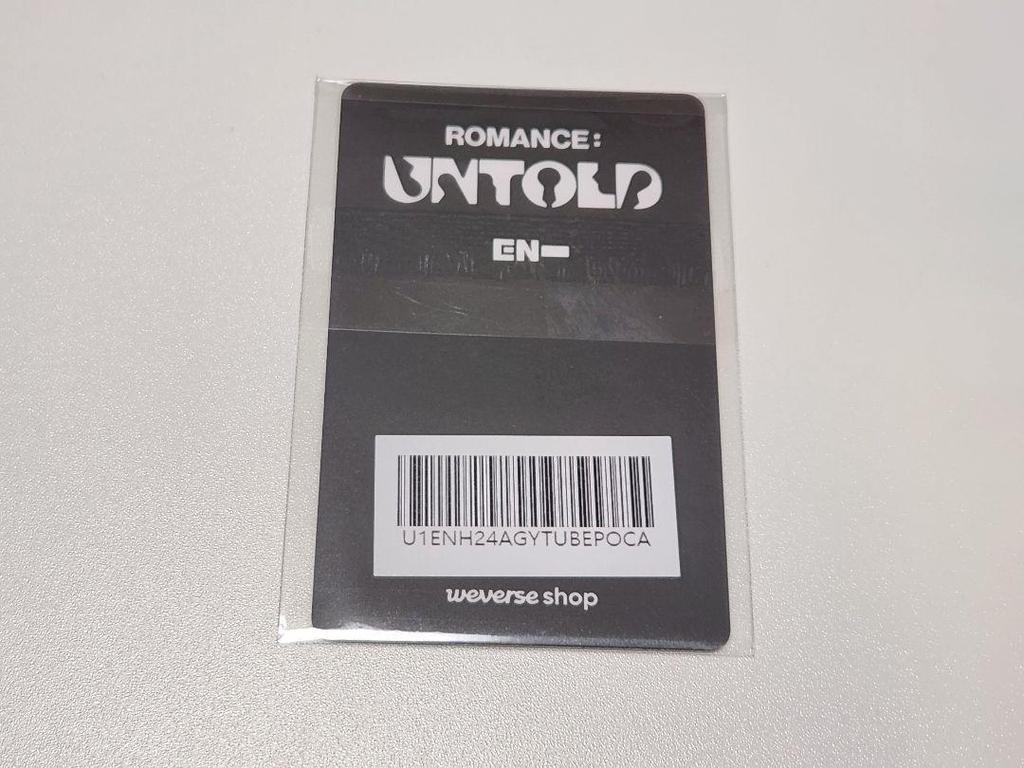 ROMANCE:
UNTOLD
EN-
U1ENH24AGYTUBEPOCA
weverse shop